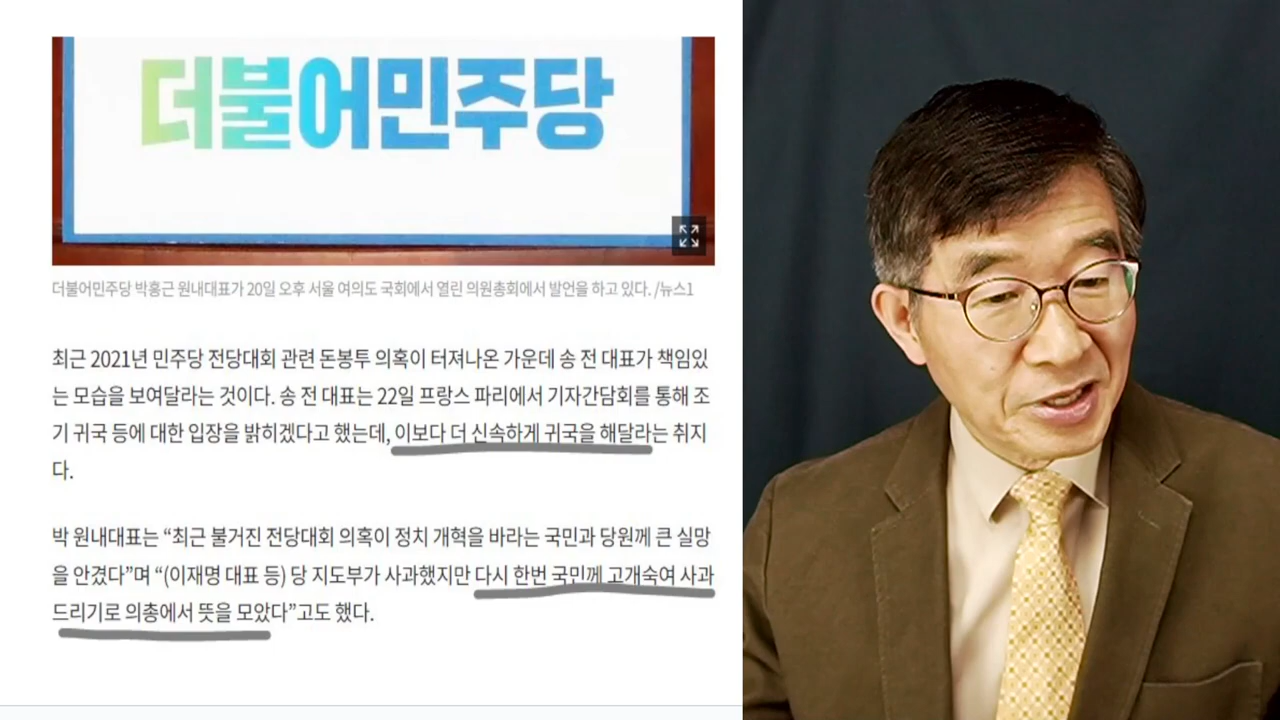 더불어민주당
더불어민주당 박홍근 원내대표가 20일 오후 서울 여의도 국회에서 열린 의원총회에서 발언을 하고 있다. /뉴스1
최근 2021년 민주당 전당대회 관련 돈봉투 의혹이 터져나온 가운데 송 전 대표가 책임있
는 모습을 보여달라는 것이다. 송 전 대표는 22일 프랑스 파리에서 기자간담회를 통해 조
기 귀국 등에 대한 입장을 밝히겠다고 했는데, 이보다 더 신속하게 귀국을 해달라는 취지
다.
박 원내대표는 “최근 불거진 전당대회 의혹이 정치 개혁을 바라는 국민과 당원께 큰 실망
을 안겼다”며 “(이재명 대표 등) 당 지도부가 사과했지만 다시 한번 국민께 고개숙여 사과
드리기로 의총에서 뜻을 모았다”고도 했다.